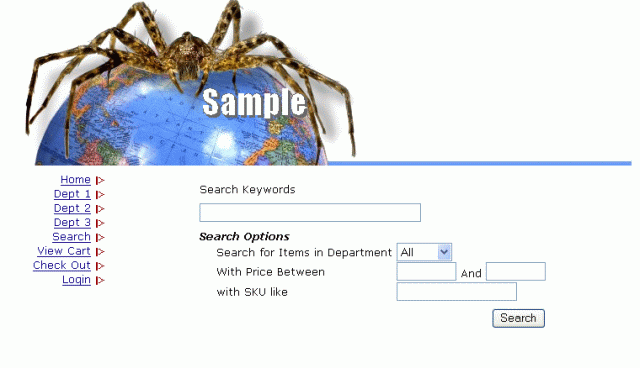 Sample
Home
Dept 1
Dept 2
Dept 3
Search
View Cart
Check Out
Login
Search Keywords
Search Options
Search for Items in Department All
With Price Between And
with SKU like
Search